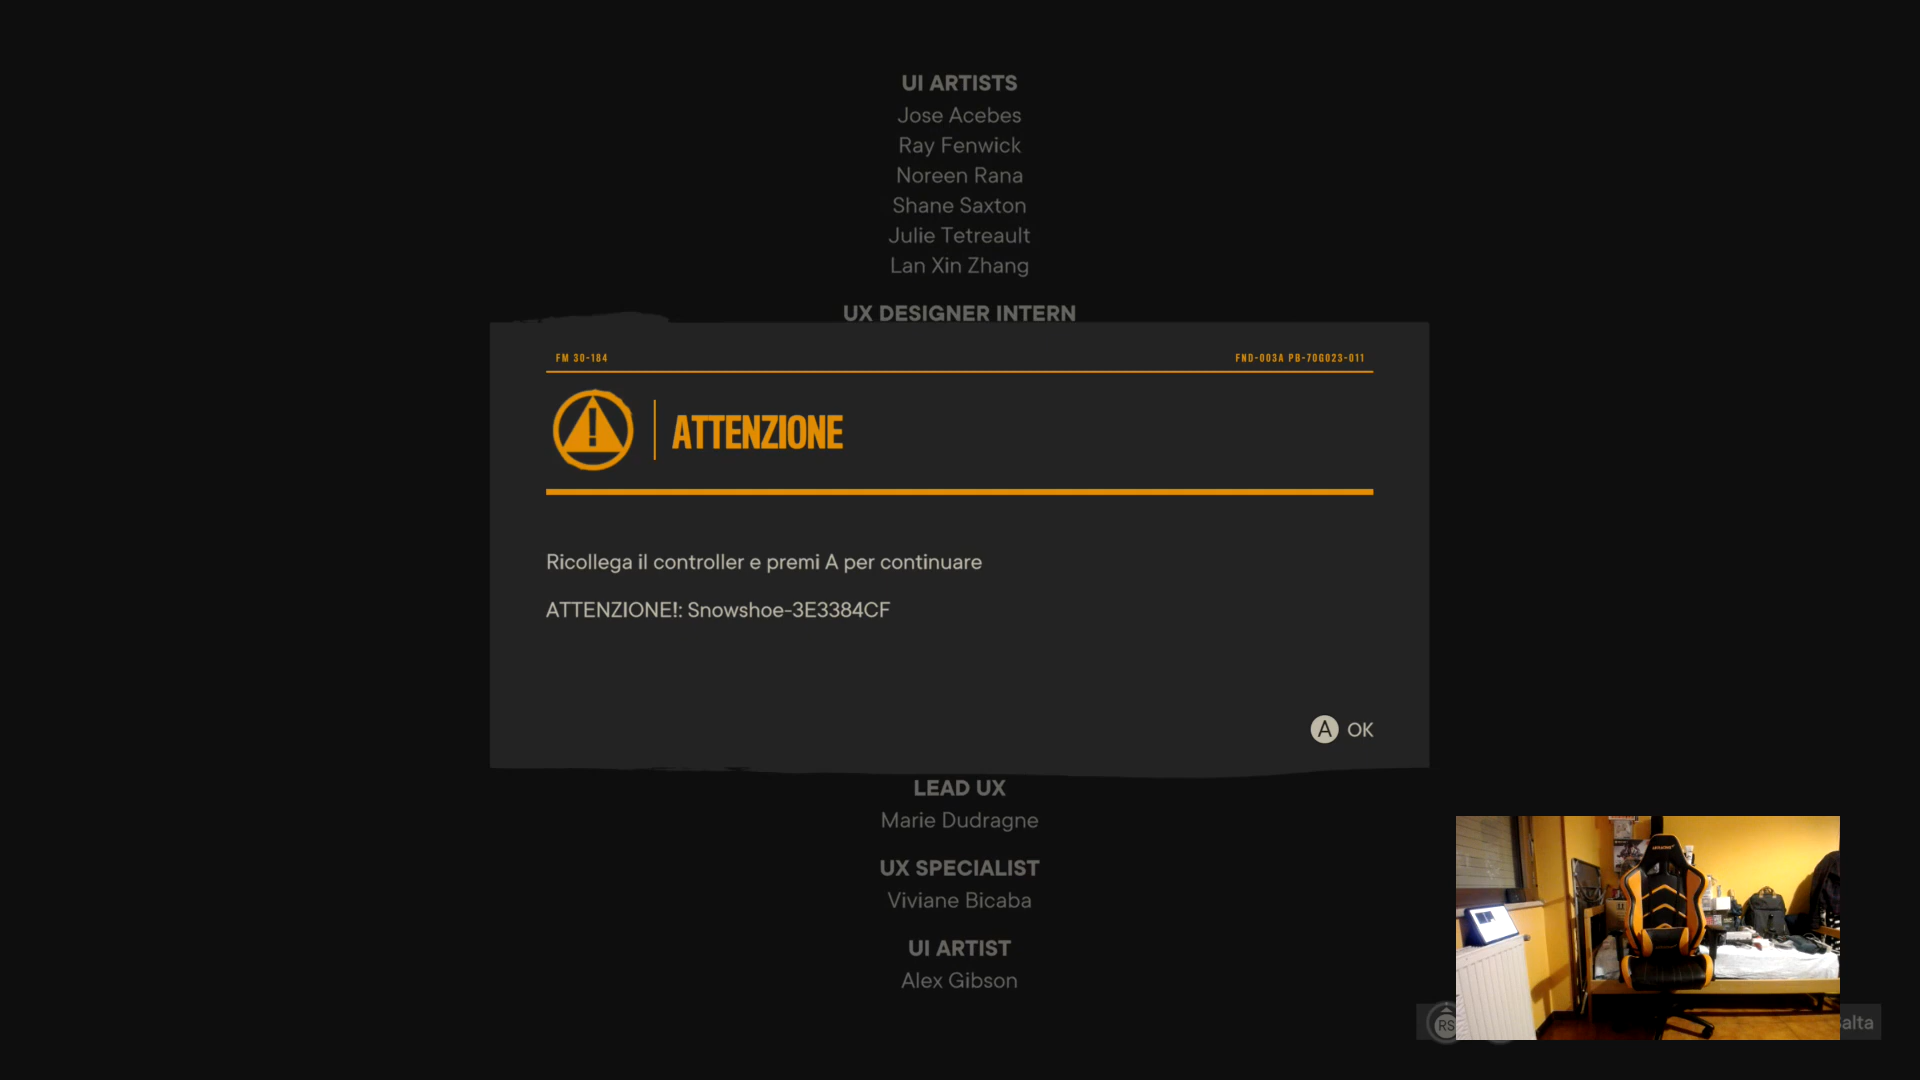 UI ARTISTS
Jose Acebes
Ray Fenwick
Noreen Rana
Shane Saxton
Julie Tetreault
Lan Xin Zhang
UX DESIGNER INTERN
FM 30-184
FND-003A PB-70G023-011
ATTENZIONE
Ricollega il controller e premi A per continuare
ATTENZIONE!: Snowshoe-3E3384CF
A OK
LEAD UX
Marie Dudragne
UX SPECIALIST
Viviane Bicaba
UI ARTIST
Alex Gibson
RS
alta